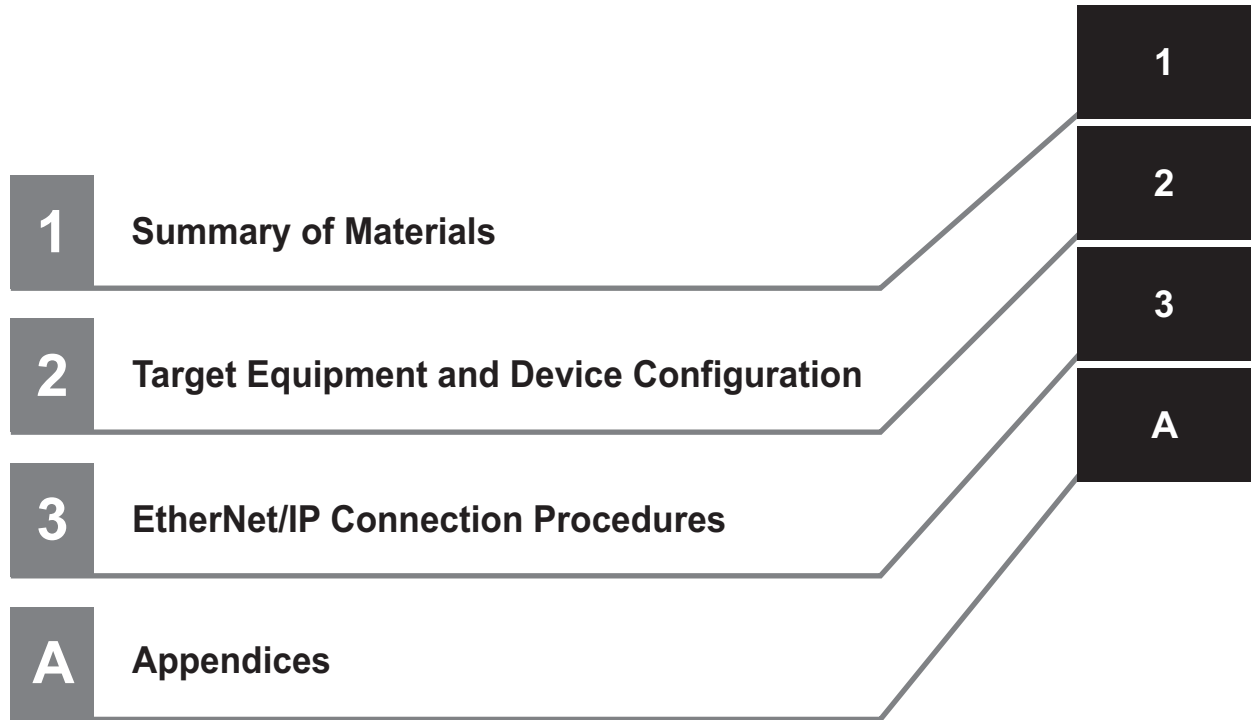 1 Summary of Materials
2 Target Equipment and Device Configuration
3 EtherNet/IP Connection Procedures
A Appendices
1
2
3
A